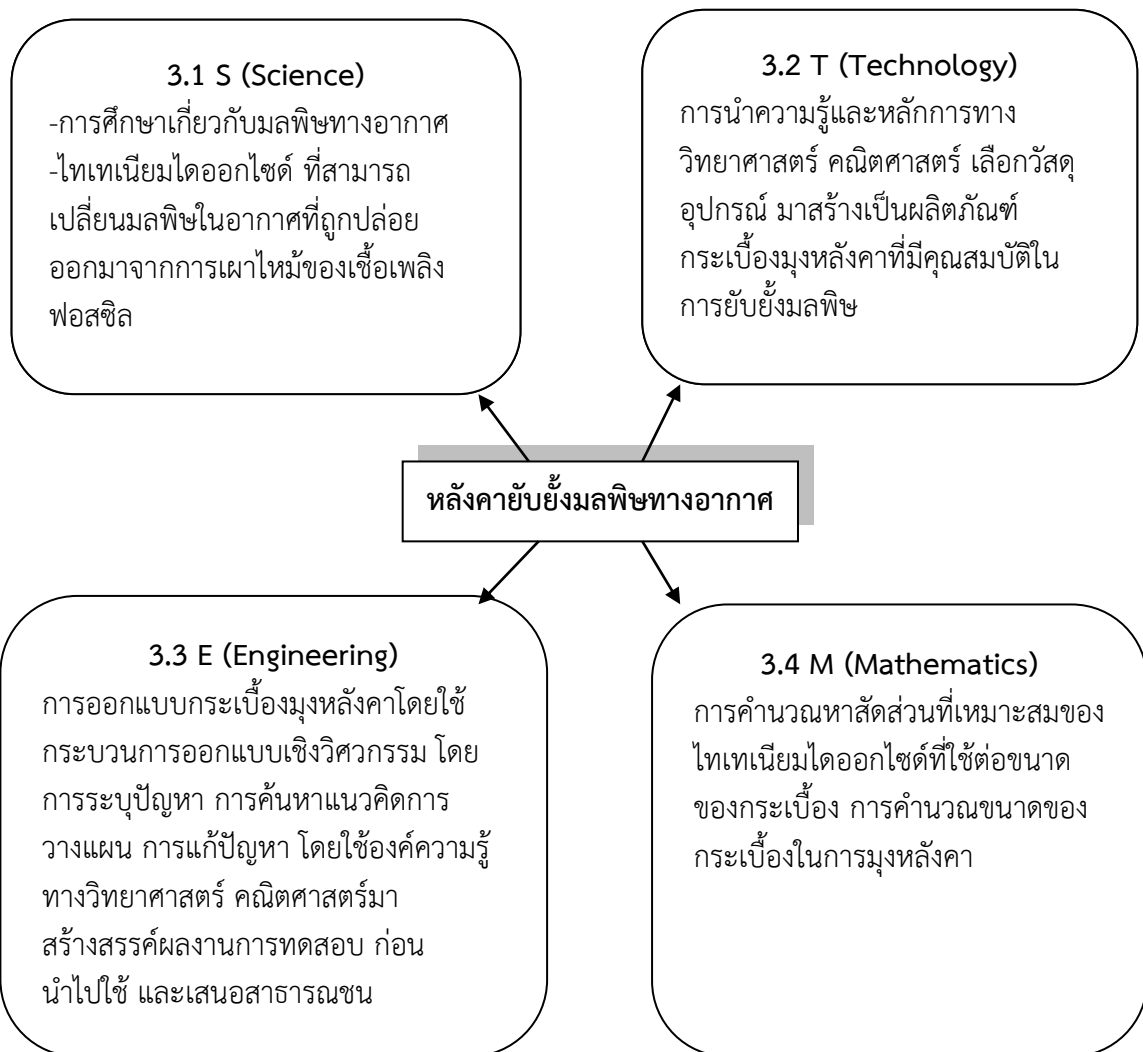 3.1 S (Science)
-การศึกษาเกี่ยวกับมลพิษทางอากาศ
-ไทเทเนียมไดออกไซด์ ที่สามารถ
เปลี่ยนมลพิษในอากาศที่ถูกปล่อย
ออกมาจากการเผาไหม้ของเชื้อเพลิง
ฟอสซิล
3.2 T (Technology)
การนำความรู้และหลักการทาง
วิทยาศาสตร์ คณิตศาสตร์ เลือกวัสดุ
อุปกรณ์ มาสร้างเป็นผลิตภัณฑ์
กระเบื้องมุงหลังคาที่มีคุณสมบัติใน
การยับยั้งมลพิษ
หลังคายับยั้งมลพิษทางอากาศ
3.3 E (Engineering)
การออกแบบกระเบื้องมุงหลังคาโดยใช้
กระบวนการออกแบบเชิงวิศวกรรม โดย
การระบุปัญหา การค้นหาแนวคิดการ
วางแผน การแก้ปัญหา โดยใช้องค์ความรู้
ทางวิทยาศาสตร์ คณิตศาสตร์มา
สร้างสรรค์ผลงานการทดสอบ ก่อน
นำไปใช้ และเสนอสาธารณชน
3.4 M (Mathematics)
การคำนวณหาสัดส่วนที่เหมาะสมของ
ไทเทเนียมไดออกไซด์ที่ใช้ต่อขนาด
ของกระเบื้อง การคำนวณขนาดของ
กระเบื้องในการมุงหลังคา